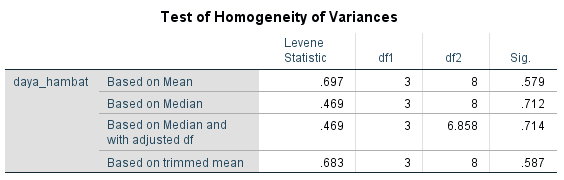 Test of Homogeneity of Variances
Levene
Statistic df1 df2 Sig.
daya_hambat Based on Mean .697 3 8 .579
Based on Median .469 3 8 .712
Based on Median and
with adjusted df .469 3 6.858 .714
Based on trimmed mean .683 3 8 .587